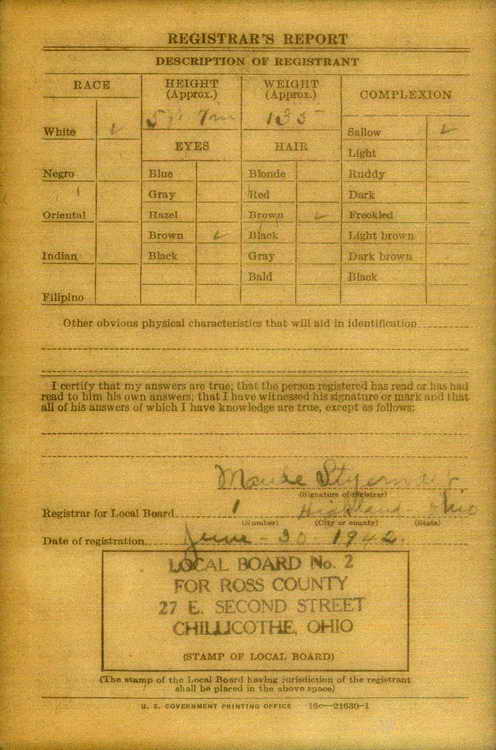 REGISTRAR'S REPORT
DESCRIPTION OF REGISTRANT
RACE
HEIGHT (Approx.)
WEIGHT (Approx.)
COMPLEXION
5
135
White ✓
Sallow ✓
EYES
HAIR
Light
Negro
Blue
Blonde
Ruddy
Gray
Red
Dark
Oriental
Hazel
Brown ✓
Freckled
Brown ✓
Black
Light brown
Indian
Black
Gray
Dark brown
Bald
Black
Filipino
Other obvious physical characteristics that will aid in identification
I certify that my answers are true; that the person registered has read or has had
read to him his own answers; that I have witnessed his signature or mark and that
all of his answers of which I have knowledge are true, except as follows:
Maude
(Signature of registrar)
Registrar for Local Board 1 Highland Ohio
(Number) (City or county) (State)
Date of registration June - 30 - 1942
LOCAL BOARD No. 2
FOR ROSS COUNTY
27 E. SECOND STREET
CHILLICOTHE, OHIO
(STAMP OF LOCAL BOARD)
(The stamp of the Local Board having jurisdiction of the registrant
shall be placed in the above space)
U. S. GOVERNMENT PRINTING OFFICE 16—21630-1